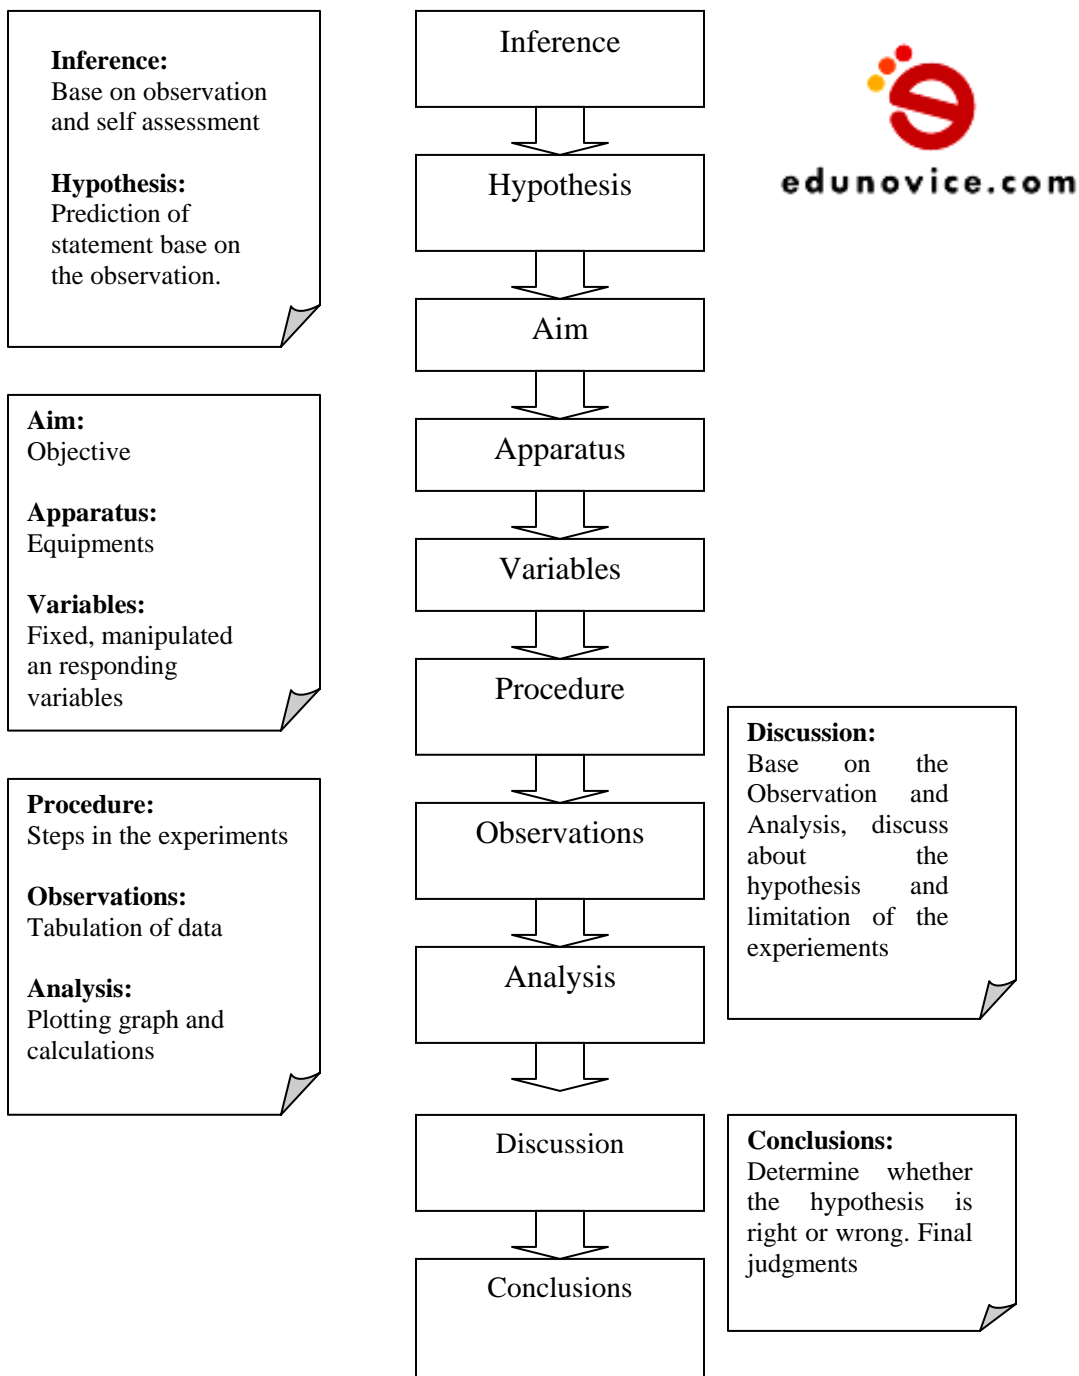 Inference:
Base on observation
and self assessment
Hypothesis:
Prediction of
statement base on
the observation.
Aim:
Objective
Apparatus:
Equipments
Variables:
Fixed, manipulated
an responding
variables
Procedure:
Steps in the experiments
Observations:
Tabulation of data
Analysis:
Plotting graph and
calculations
Inference
Hypothesis
Aim
Apparatus
Variables
Procedure
Observations
Analysis
Discussion
Conclusions
edunovice.com
Discussion:
Base on the
Observation and
Analysis, discuss
about the
hypothesis and
limitation of the
experiements
Conclusions:
Determine whether
the hypothesis is
right or wrong. Final
judgments